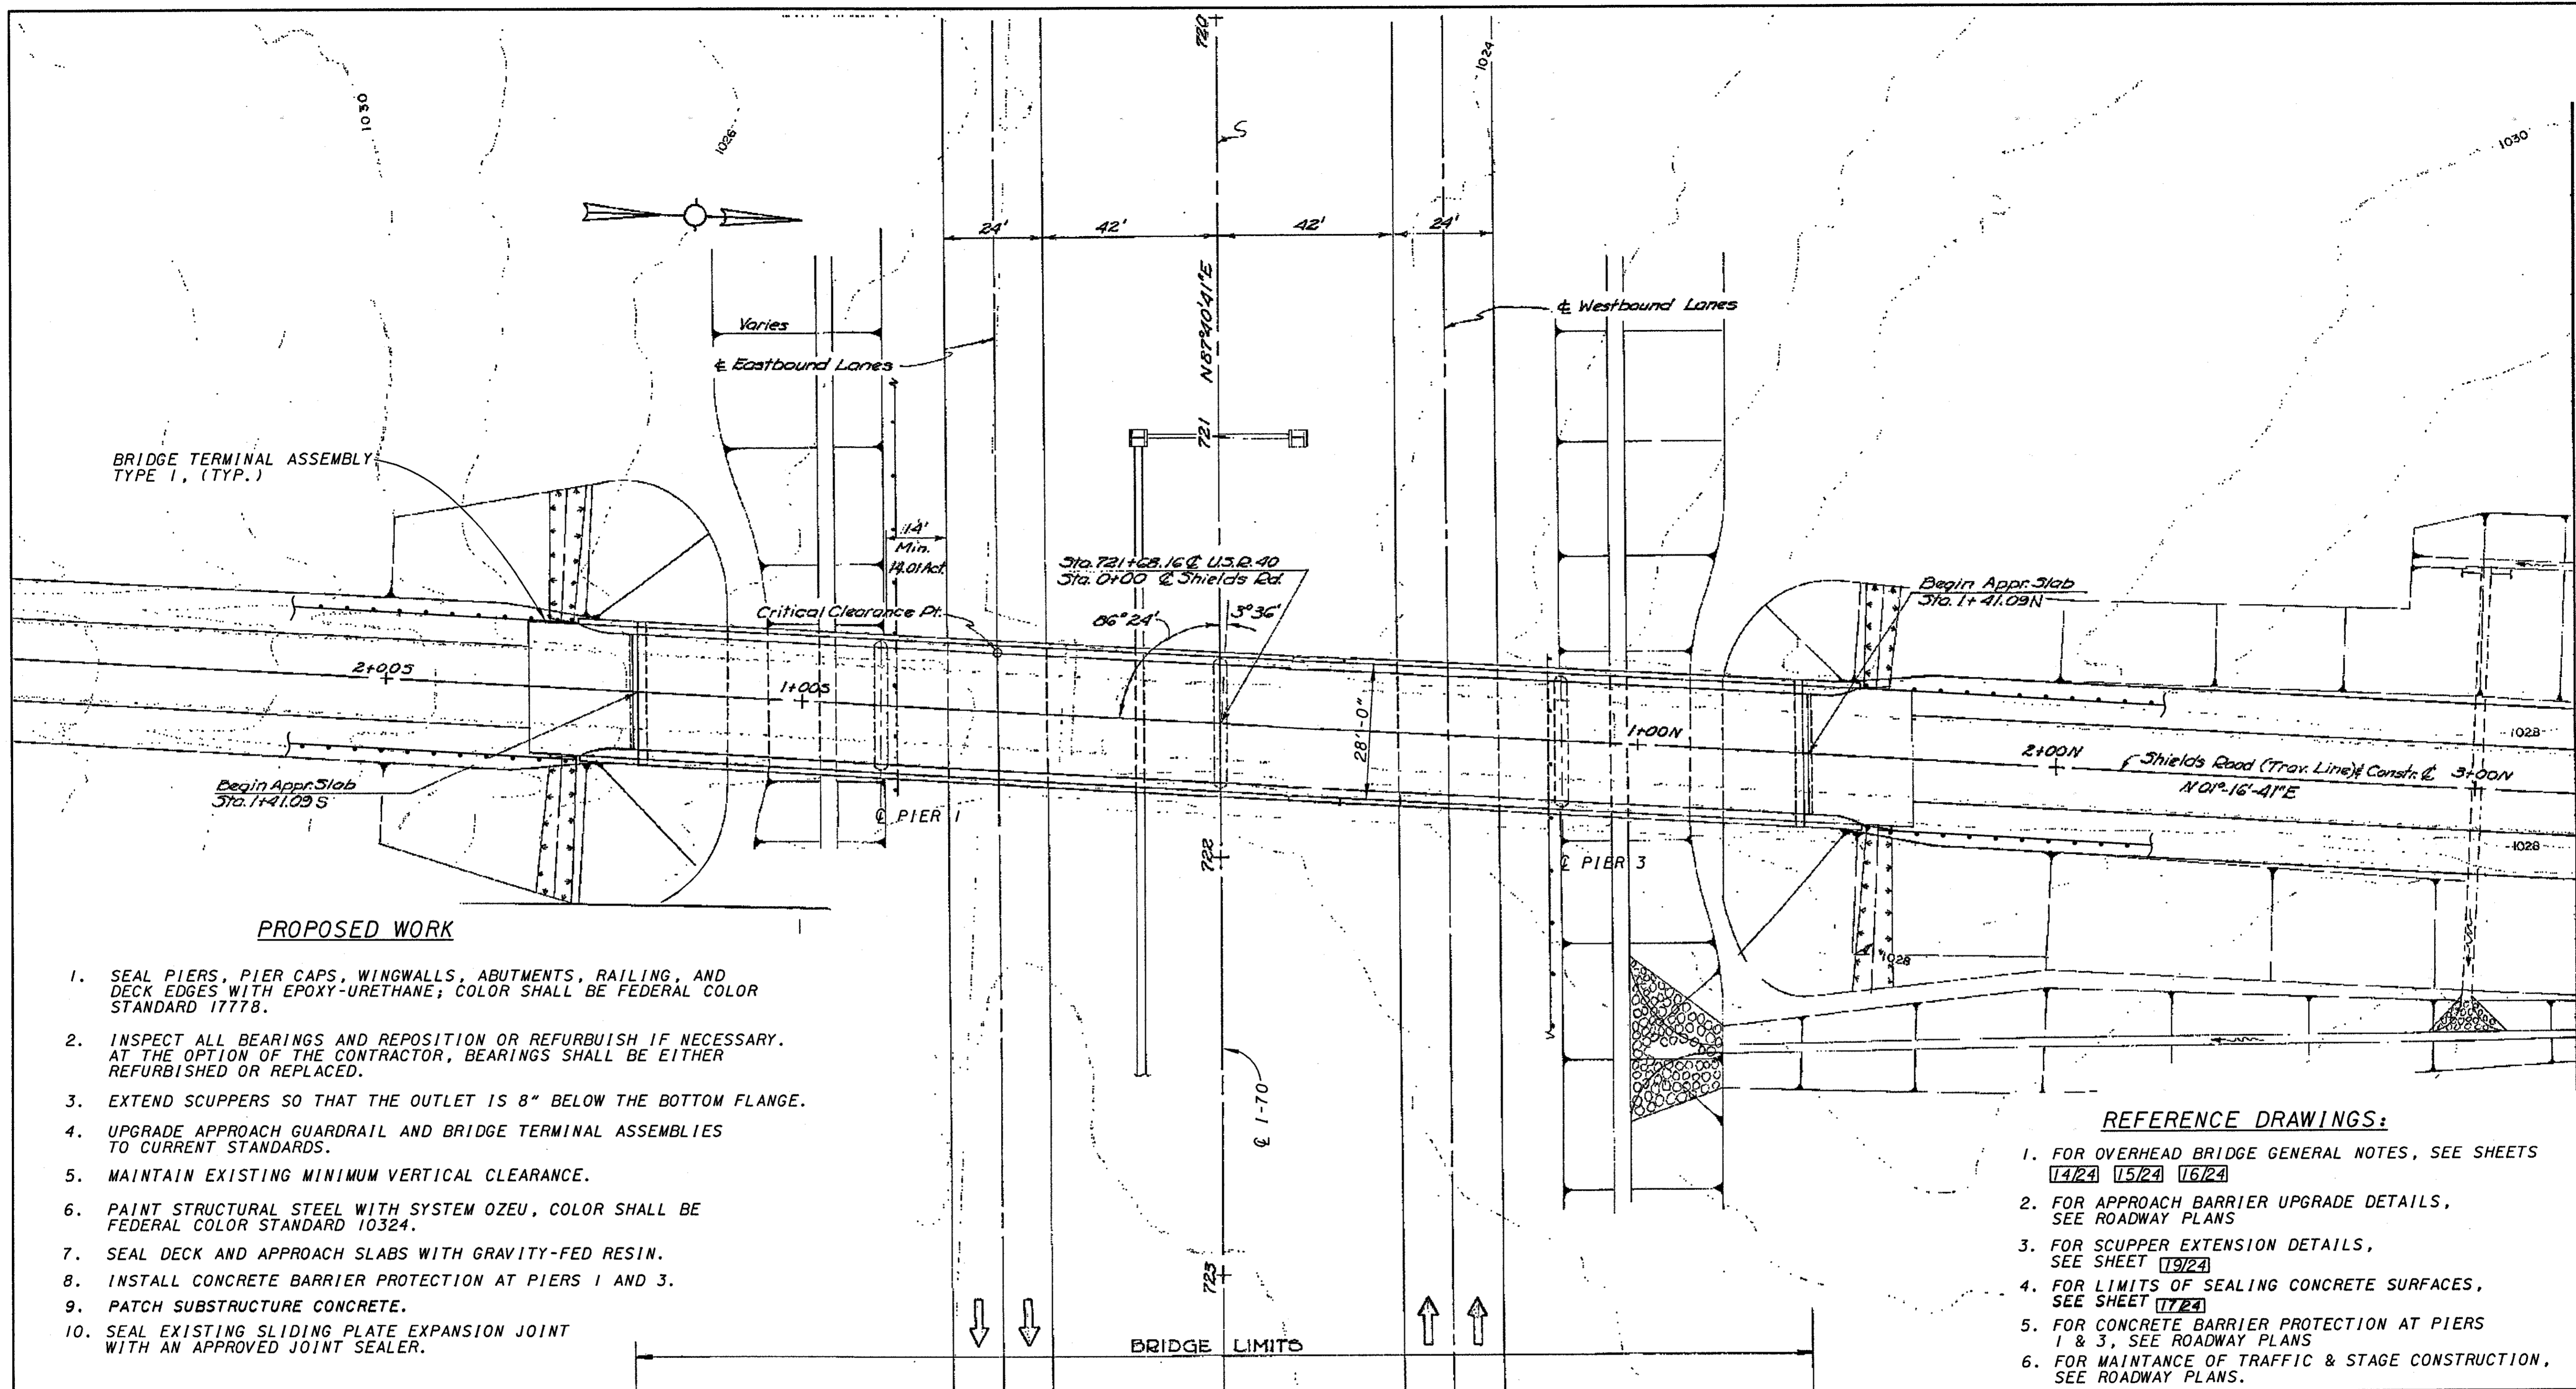 720
1024
1030
1026
1030
S
24'
42'
42'
24'
N87°40'41"E
Varies
℄ Eastbound Lanes
℄ Westbound Lanes
721
BRIDGE TERMINAL ASSEMBLY
TYPE 1, (TYP.)
14'
Min.
14.01 Act.
Sta. 721+68.16 ℄ U.S.R. 40
Sta. 0+00 ℄ Shields Rd.
Critical Clearance Pt.
86°24'
3°36'
Begin Appr. Slab
Sta. 1+41.09N
2+00S
1+00S
28'-0"
1+00N
2+00N
Shields Road (Trav. Line) & Constr. ℄
3+00N
N 01°-16'-41"E
1028
1028
Begin Appr. Slab
Sta. 1+41.09 S
℄ PIER 1
722
℄ PIER 3
1028
℄ I-70
723
PROPOSED WORK
1. SEAL PIERS, PIER CAPS, WINGWALLS, ABUTMENTS, RAILING, AND
DECK EDGES WITH EPOXY-URETHANE; COLOR SHALL BE FEDERAL COLOR
STANDARD 17778.
2. INSPECT ALL BEARINGS AND REPOSITION OR REFURBUISH IF NECESSARY.
AT THE OPTION OF THE CONTRACTOR, BEARINGS SHALL BE EITHER
REFURBISHED OR REPLACED.
3. EXTEND SCUPPERS SO THAT THE OUTLET IS 8" BELOW THE BOTTOM FLANGE.
4. UPGRADE APPROACH GUARDRAIL AND BRIDGE TERMINAL ASSEMBLIES
TO CURRENT STANDARDS.
5. MAINTAIN EXISTING MINIMUM VERTICAL CLEARANCE.
6. PAINT STRUCTURAL STEEL WITH SYSTEM OZEU, COLOR SHALL BE
FEDERAL COLOR STANDARD 10324.
7. SEAL DECK AND APPROACH SLABS WITH GRAVITY-FED RESIN.
8. INSTALL CONCRETE BARRIER PROTECTION AT PIERS 1 AND 3.
9. PATCH SUBSTRUCTURE CONCRETE.
10. SEAL EXISTING SLIDING PLATE EXPANSION JOINT
WITH AN APPROVED JOINT SEALER.
BRIDGE LIMITS
REFERENCE DRAWINGS:
1. FOR OVERHEAD BRIDGE GENERAL NOTES, SEE SHEETS
14/24 15/24 16/24
2. FOR APPROACH BARRIER UPGRADE DETAILS,
SEE ROADWAY PLANS
3. FOR SCUPPER EXTENSION DETAILS,
SEE SHEET 19/24
4. FOR LIMITS OF SEALING CONCRETE SURFACES,
SEE SHEET 17/24
5. FOR CONCRETE BARRIER PROTECTION AT PIERS
1 & 3, SEE ROADWAY PLANS
6. FOR MAINTANCE OF TRAFFIC & STAGE CONSTRUCTION,
SEE ROADWAY PLANS.